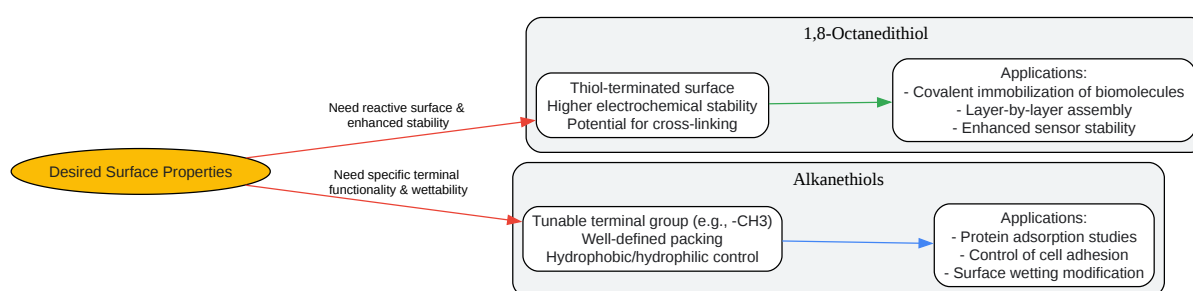 1,8-Octanedithiol
Thiol-terminated surface
Higher electrochemical stability
Potential for cross-linking
Applications:
- Covalent immobilization of biomolecules
- Layer-by-layer assembly
- Enhanced sensor stability
Need reactive surface &
enhanced stability
Desired Surface Properties
Need specific terminal
functionality & wettability
Alkanethiols
Tunable terminal group (e.g., -CH3)
Well-defined packing
Hydrophobic/hydrophilic control
Applications:
- Protein adsorption studies
- Control of cell adhesion
- Surface wetting modification